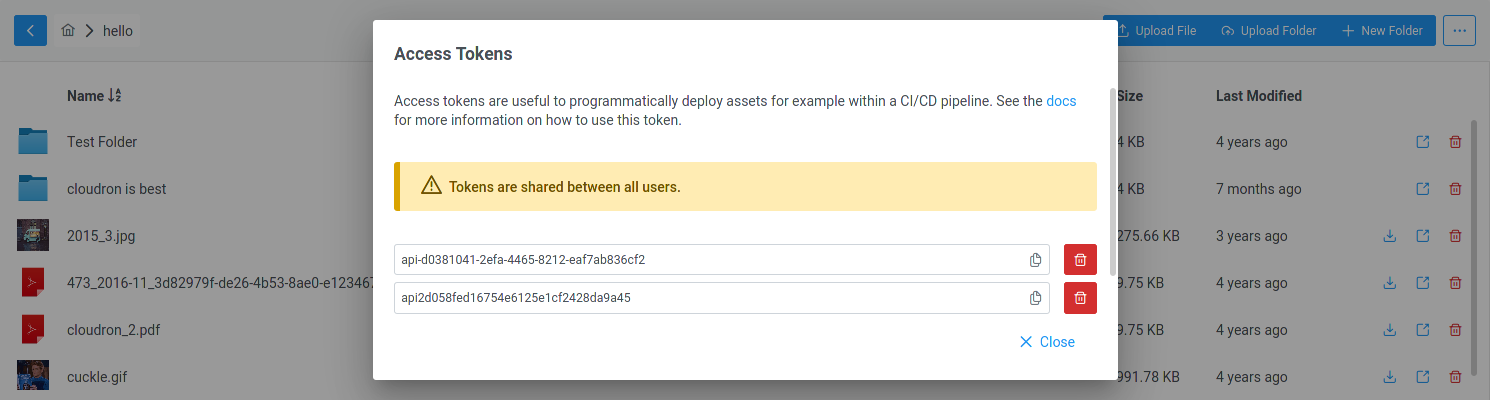 hello
Upload File Upload Folder New Folder
Access Tokens
Access tokens are useful to programmatically deploy assets for example within a CI/CD pipeline. See the docs
for more information on how to use this token.
Tokens are shared between all users.
api-d0381041-2efa-4465-8212-eaf7ab836cf2
api2d058fed16754e6125e1cf2428da9a45
Close
Name Size Last Modified
Test Folder 4 KB 4 years ago
cloudron is best 4 KB 7 months ago
2015_3.jpg 275.66 KB 3 years ago
473_2016-11_3d82979f-de26-4b53-8ae0-e123467 9.75 KB 4 years ago
cloudron_2.pdf 9.75 KB 4 years ago
cuckle.gif 991.78 KB 4 years ago